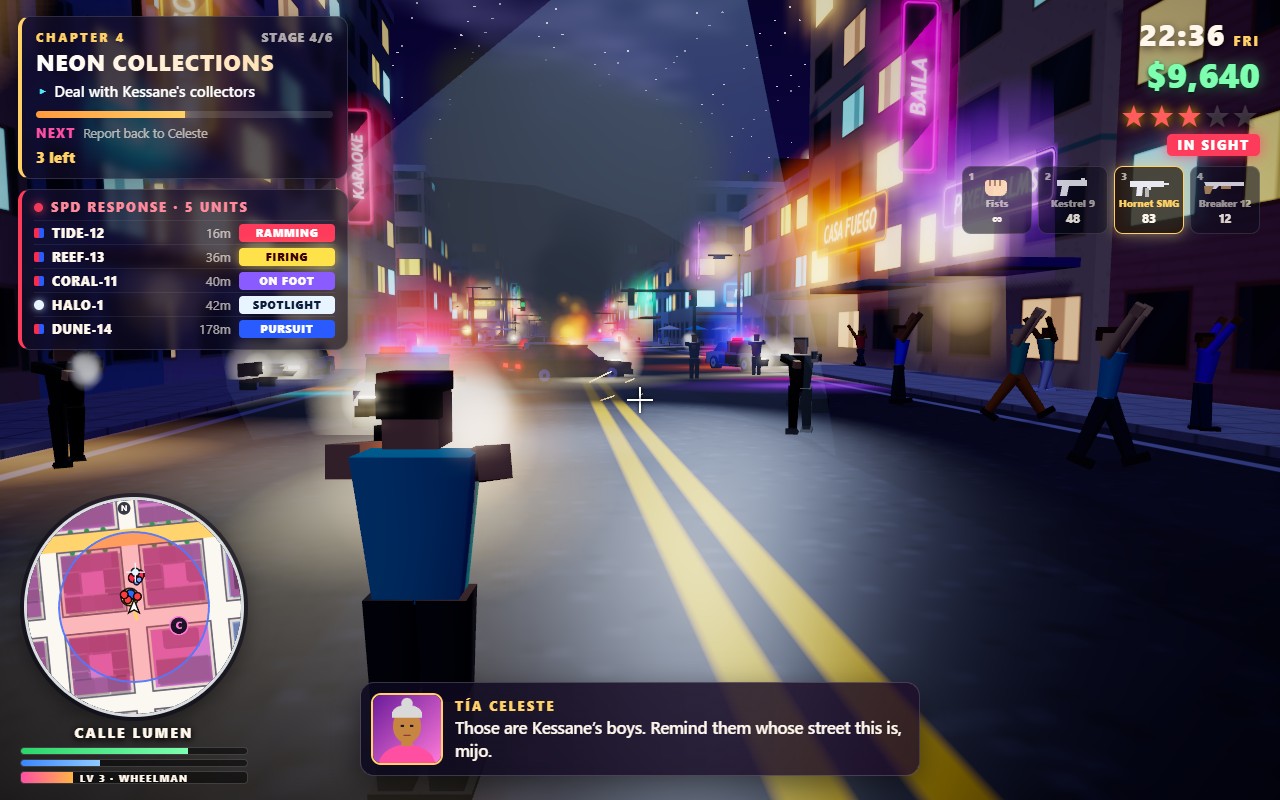 CHAPTER 4
STAGE 4/6
NEON COLLECTIONS
Deal with Kessane's collectors
NEXT Report back to Celeste
3 left
SPD RESPONSE · 5 UNITS
TIDE-12 16m RAMMING
REEF-13 36m FIRING
CORAL-11 40m ON FOOT
HALO-1 42m SPOTLIGHT
DUNE-14 178m PURSUIT
KARAOKE
BAILA
CASA FUEGO
22:36 FRI
$9,640
IN SIGHT
1 Fists ∞
2 Kestrel 9 48
3 Hornet SMG 83
4 Breaker 12 12
N
C
CALLE LUMEN
LV 3 · WHEELMAN
TÍA CELESTE
Those are Kessane's boys. Remind them whose street this is,
mijo.